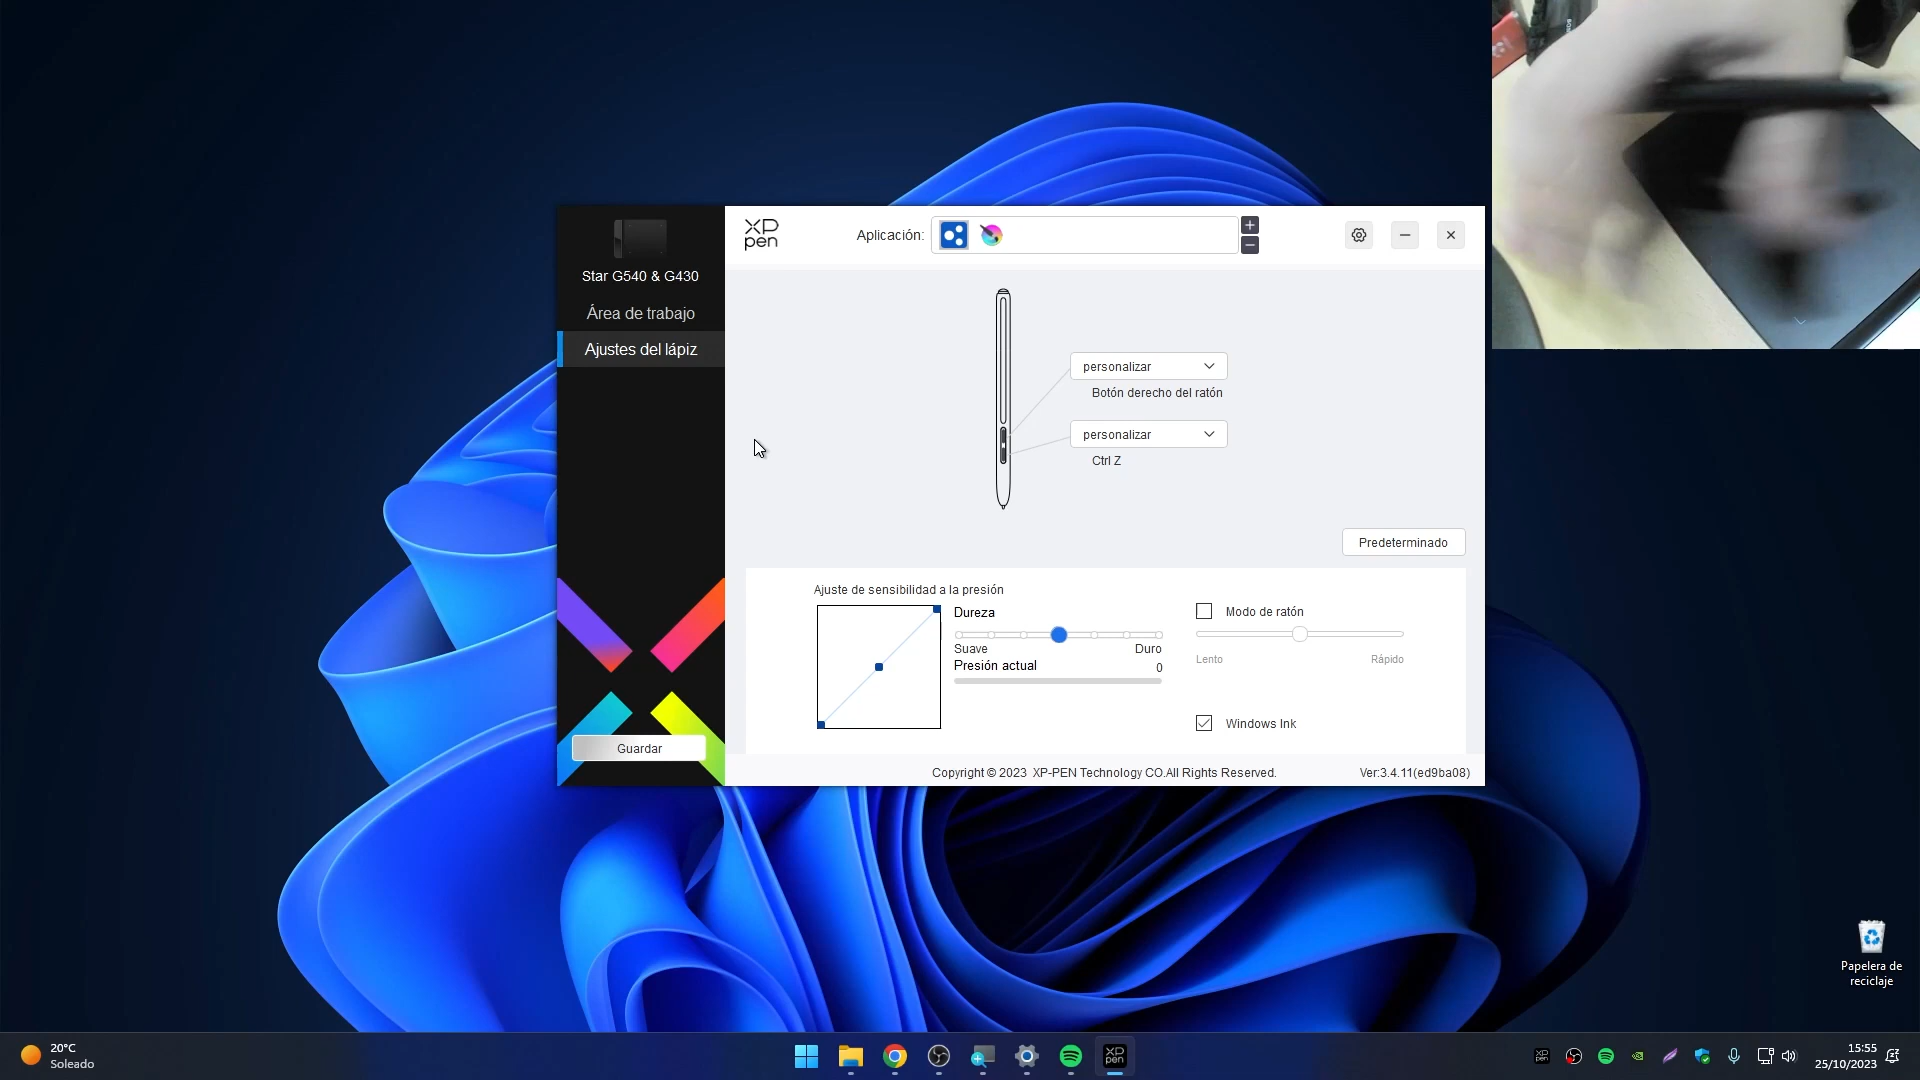 XP
pen
Aplicación:
Star G540 & G430
Área de trabajo
Ajustes del lápiz
personalizar
Botón derecho del ratón
personalizar
Ctrl Z
Predeterminado
Ajuste de sensibilidad a la presión
Dureza
Suave Duro
Presión actual 0
Modo de ratón
Lento Rápido
Windows Ink
Guardar
Copyright © 2023 XP-PEN Technology CO.All Rights Reserved.
Ver:3.4.11(ed9ba08)
Papelera de
reciclaje
20°C
Soleado
XP
pen
15:55
25/10/2023